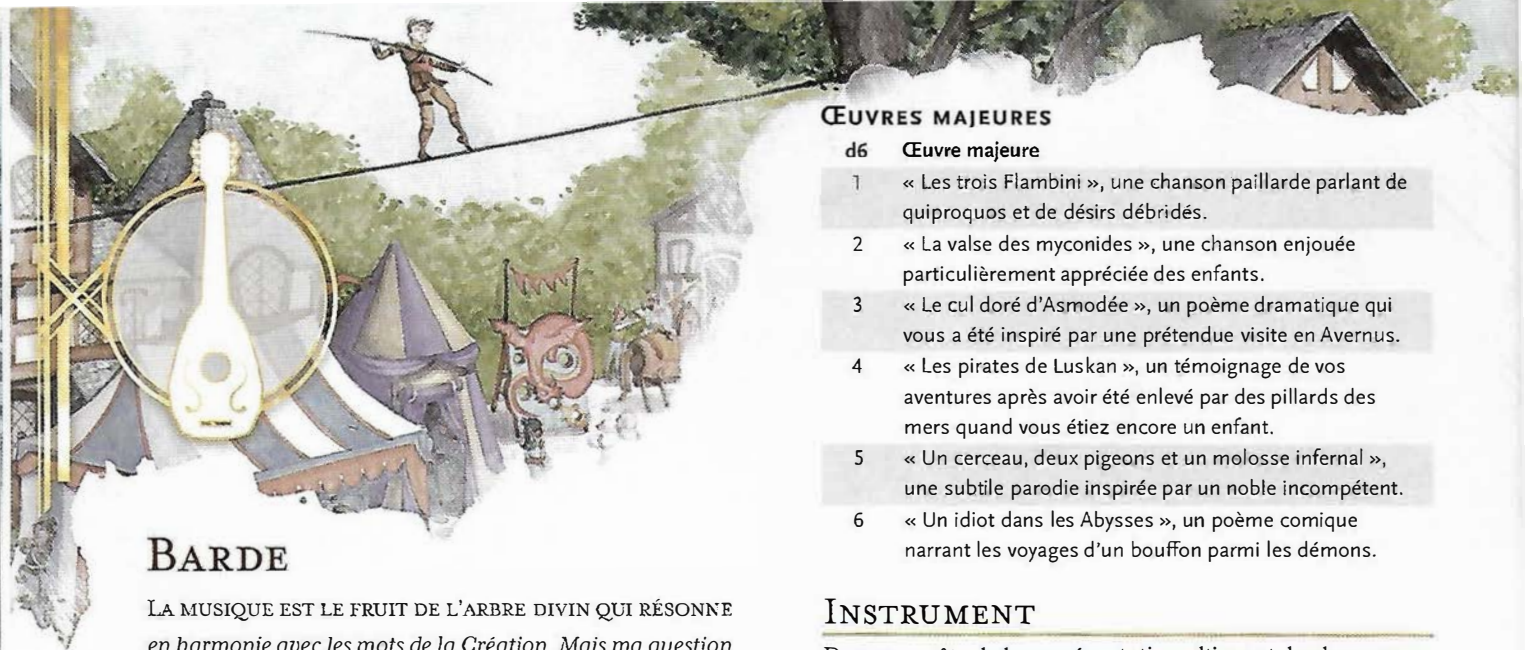 BARDE
LA MUSIQUE EST LE FRUIT DE L'ARBRE DIVIN QUI RÉSONNE
en harmonie avec les mots de la Création. Mais ma question
ŒUVRES MAJEURES
d6 Œuvre majeure
1 « Les trois Flambini », une chanson paillarde parlant de
quiproquos et de désirs débridés.
2 « La valse des myconides », une chanson enjouée
particulièrement appréciée des enfants.
3 « Le cul doré d'Asmodée », un poème dramatique qui
vous a été inspiré par une prétendue visite en Avernus.
4 « Les pirates de Luskan », un témoignage de vos
aventures après avoir été enlevé par des pillards des
mers quand vous étiez encore un enfant.
5 « Un cerceau, deux pigeons et un molosse infernal »,
une subtile parodie inspirée par un noble incompétent.
6 « Un idiot dans les Abysses », un poème comique
narrant les voyages d'un bouffon parmi les démons.
INSTRUMENT